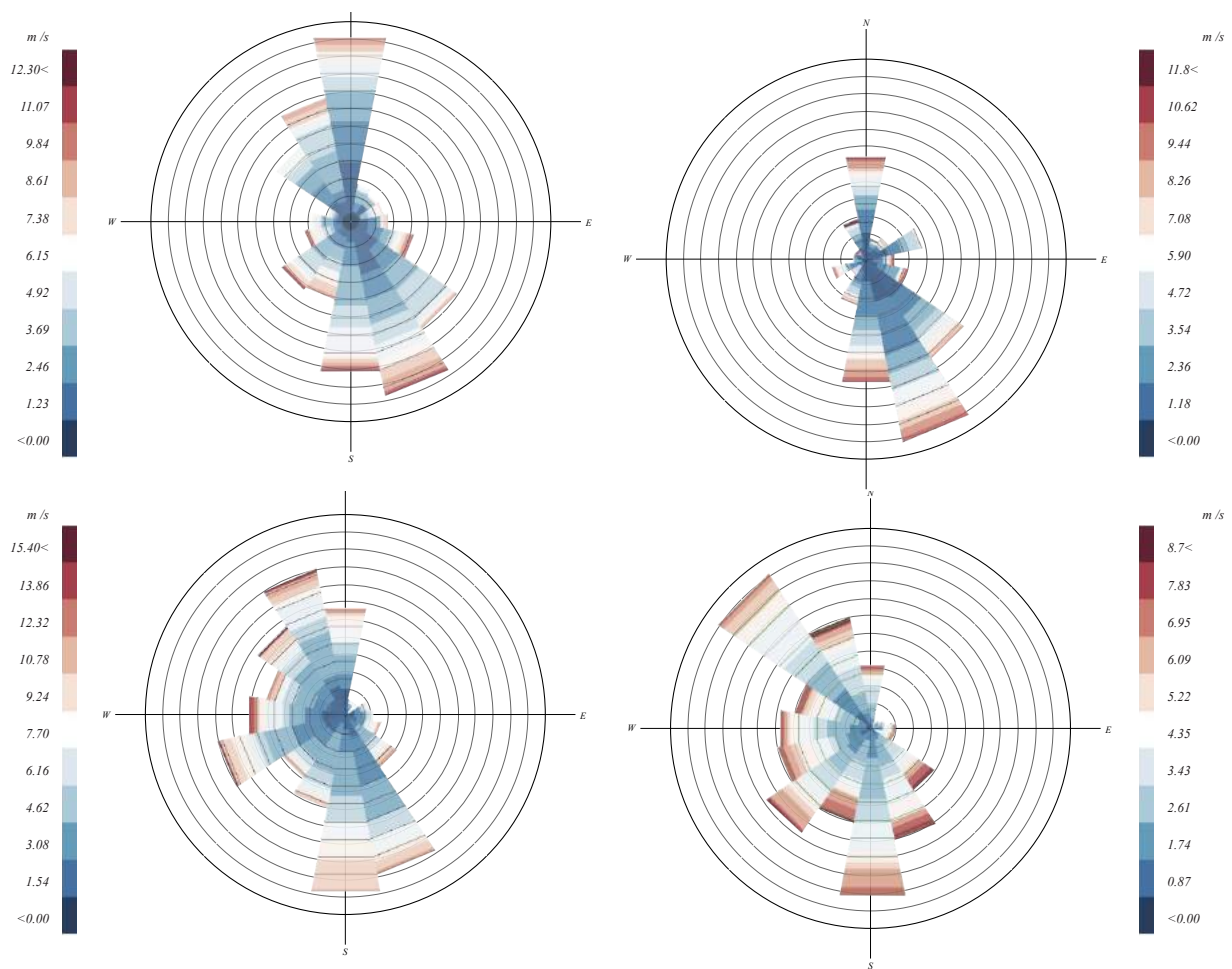 m /s
12.30<
11.07
9.84
8.61
7.38
6.15
4.92
3.69
2.46
1.23
<0.00
W
E
S
N
W
E
m /s
11.8<
10.62
9.44
8.26
7.08
5.90
4.72
3.54
2.36
1.18
<0.00
m /s
15.40<
13.86
12.32
10.78
9.24
7.70
6.16
4.62
3.08
1.54
<0.00
W
E
S
N
W
E
S
m /s
8.7<
7.83
6.95
6.09
5.22
4.35
3.43
2.61
1.74
0.87
<0.00